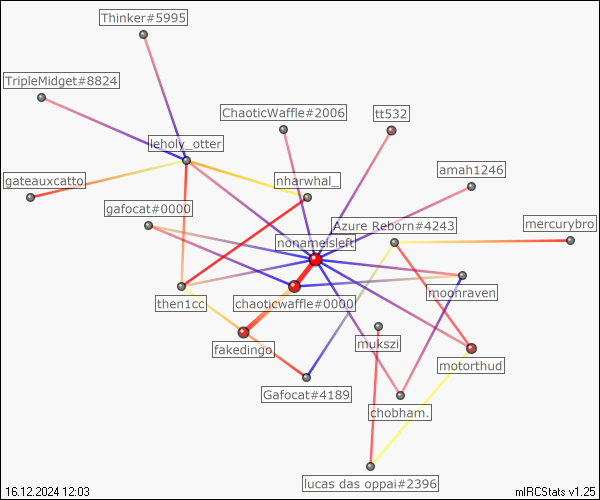 Thinker#5995
TripleMidget#8824
ChaoticWaffle#2006
tt532
leholy_otter
gateauxcatto
nharwhal_
amah1246
gafocat#0000
Azure Reborn#4243
mercurybro
nonameisleft
moonraven
then1cc
chaoticwaffle#0000
fakedingo
mukszi
motorthud
Gafocat#4189
chobham.
lucas das oppai#2396
16.12.2024 12:03
mIRCStats v1.25